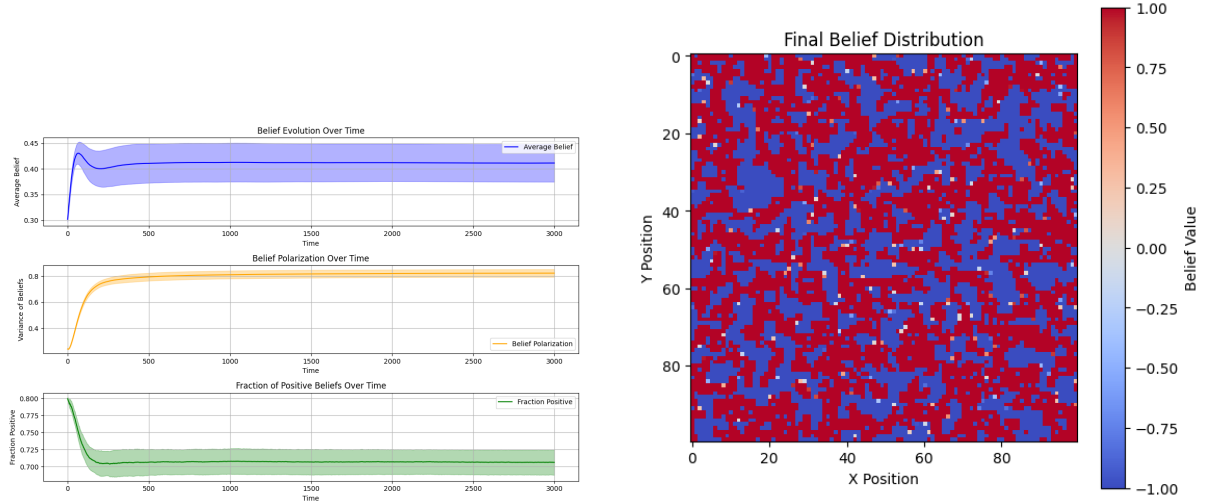 Belief Evolution Over Time
Average Belief
0.45
0.40
0.35
0.30
Average Belief
0 500 1000 1500 2000 2500 3000
Time
Belief Polarization Over Time
Variance of Beliefs
0.8
0.6
0.4
Belief Polarization
0 500 1000 1500 2000 2500 3000
Time
Fraction of Positive Beliefs Over Time
Fraction Positive
0.800
0.775
0.750
0.725
0.700
Fraction Positive
0 500 1000 1500 2000 2500 3000
Time
Final Belief Distribution
Y Position
0
20
40
60
80
0 20 40 60 80
X Position
1.00
0.75
0.50
0.25
0.00
−0.25
−0.50
−0.75
−1.00
Belief Value